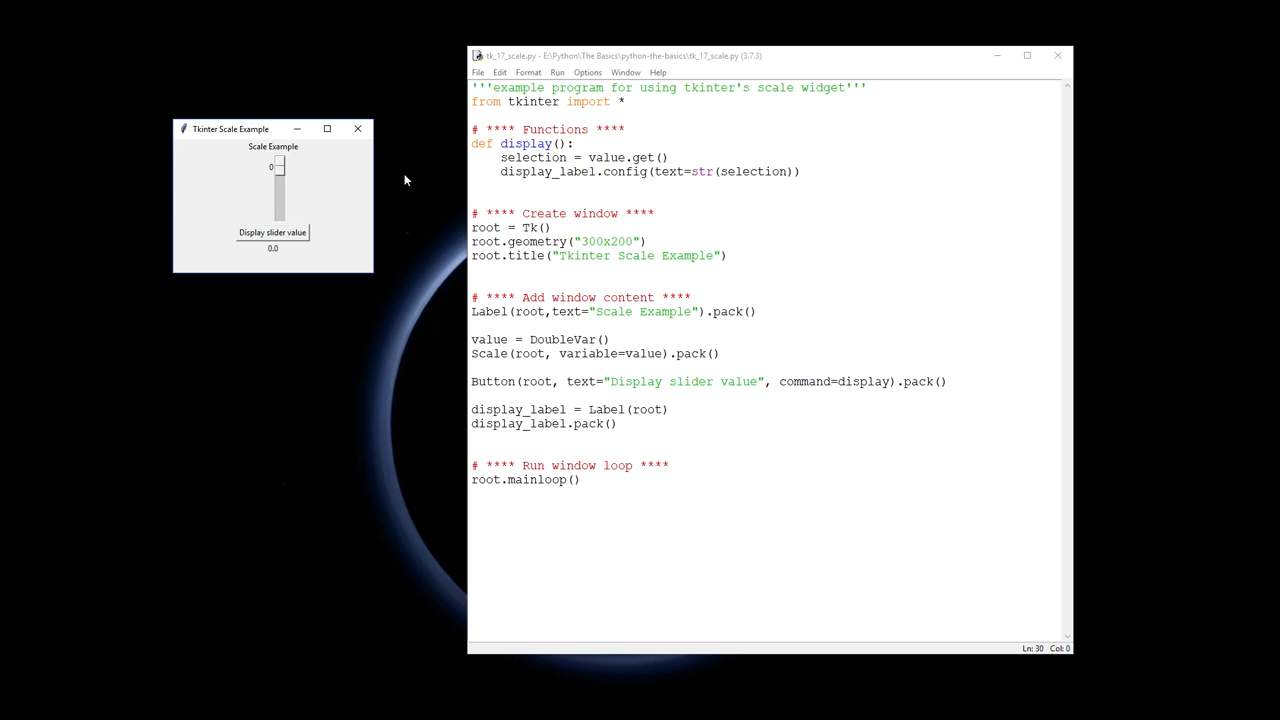 Tkinter Scale Example
Scale Example
0
Display slider value
0.0
tk_17_scale.py - E:\Python\The Basics\python-the-basics\tk_17_scale.py (3.7.3)
File Edit Format Run Options Window Help
'''example program for using tkinter's scale widget'''
from tkinter import *
# **** Functions ****
def display():
    selection = value.get()
    display_label.config(text=str(selection))
# **** Create window ****
root = Tk()
root.geometry("300x200")
root.title("Tkinter Scale Example")
# **** Add window content ****
Label(root,text="Scale Example").pack()
value = DoubleVar()
Scale(root, variable=value).pack()
Button(root, text="Display slider value", command=display).pack()
display_label = Label(root)
display_label.pack()
# **** Run window loop ****
root.mainloop()
Ln: 30 Col: 0